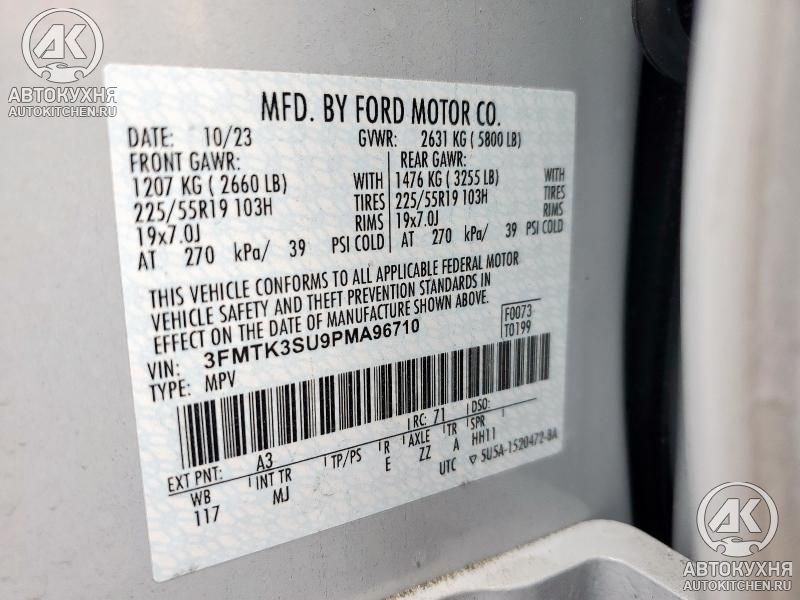 АК
АВТОКУХНЯ
AUTOKITCHEN.RU
MFD. BY FORD MOTOR CO.
DATE: 10/23 GVWR: 2631 KG ( 5800 LB)
FRONT GAWR: REAR GAWR:
1207 KG ( 2660 LB) WITH 1476 KG ( 3255 LB) WITH
225/55R19 103H TIRES 225/55R19 103H TIRES
19x7.0J RIMS 19x7.0J RIMS
AT 270 kPa/ 39 PSI COLD AT 270 kPa/ 39 PSI COLD
THIS VEHICLE CONFORMS TO ALL APPLICABLE FEDERAL MOTOR
VEHICLE SAFETY AND THEFT PREVENTION STANDARDS IN
EFFECT ON THE DATE OF MANUFACTURE SHOWN ABOVE.
F0073
T0199
VIN: 3FMTK3SU9PMA96710
TYPE: MPV
RC: 71 DSO:
EXT PNT: A3 TP/PS R AXLE TR SPR
E ZZ A HH11
WB INT TR
117 MJ
UTC 5U5A-1520472-BA
АК
АВТОКУХНЯ
AUTOKITCHEN.RU